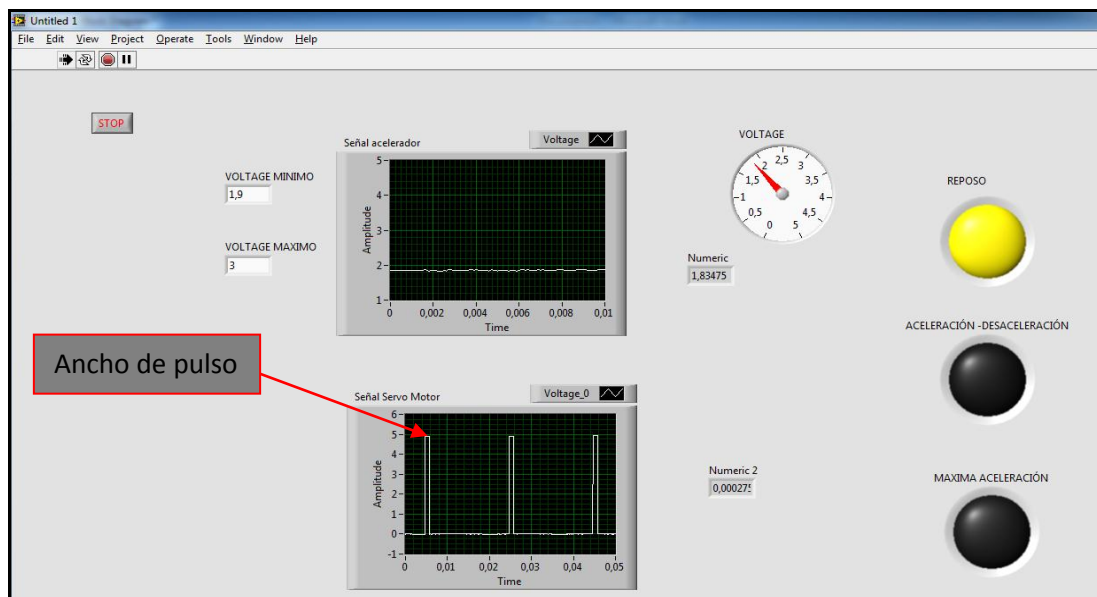 Untitled 1
File Edit View Project Operate Tools Window Help
STOP
VOLTAGE MINIMO
1,9
VOLTAGE MAXIMO
3
Señal acelerador
Voltage
Amplitude
5
4
3
2
1
0 0,002 0,004 0,006 0,008 0,01
Time
VOLTAGE
0 0,5 1 1,5 2 2,5 3 3,5 4 4,5 5
Numeric
1,83475
REPOSO
ACELERACIÓN -DESACELERACIÓN
MAXIMA ACELERACIÓN
Ancho de pulso
Señal Servo Motor
Voltage_0
Amplitude
6
5
4
3
2
1
0
-1
0 0,01 0,02 0,03 0,04 0,05
Time
Numeric 2
0,000275